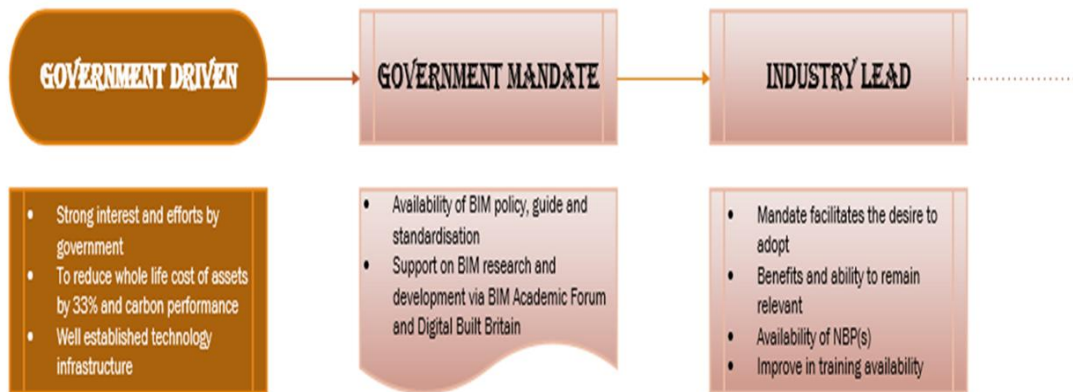 GOVERNMENT DRIVEN
GOVERNMENT MANDATE
INDUSTRY LEAD
• Strong interest and efforts by
government
• To reduce whole life cost of assets
by 33% and carbon performance
• Well established technology
infrastructure
• Availability of BIM policy, guide and
standardisation
• Support on BIM research and
development via BIM Academic Forum
and Digital Built Britain
• Mandate facilitates the desire to
adopt
• Benefits and ability to remain
relevant
• Availability of NBP(s)
• Improve in training availability